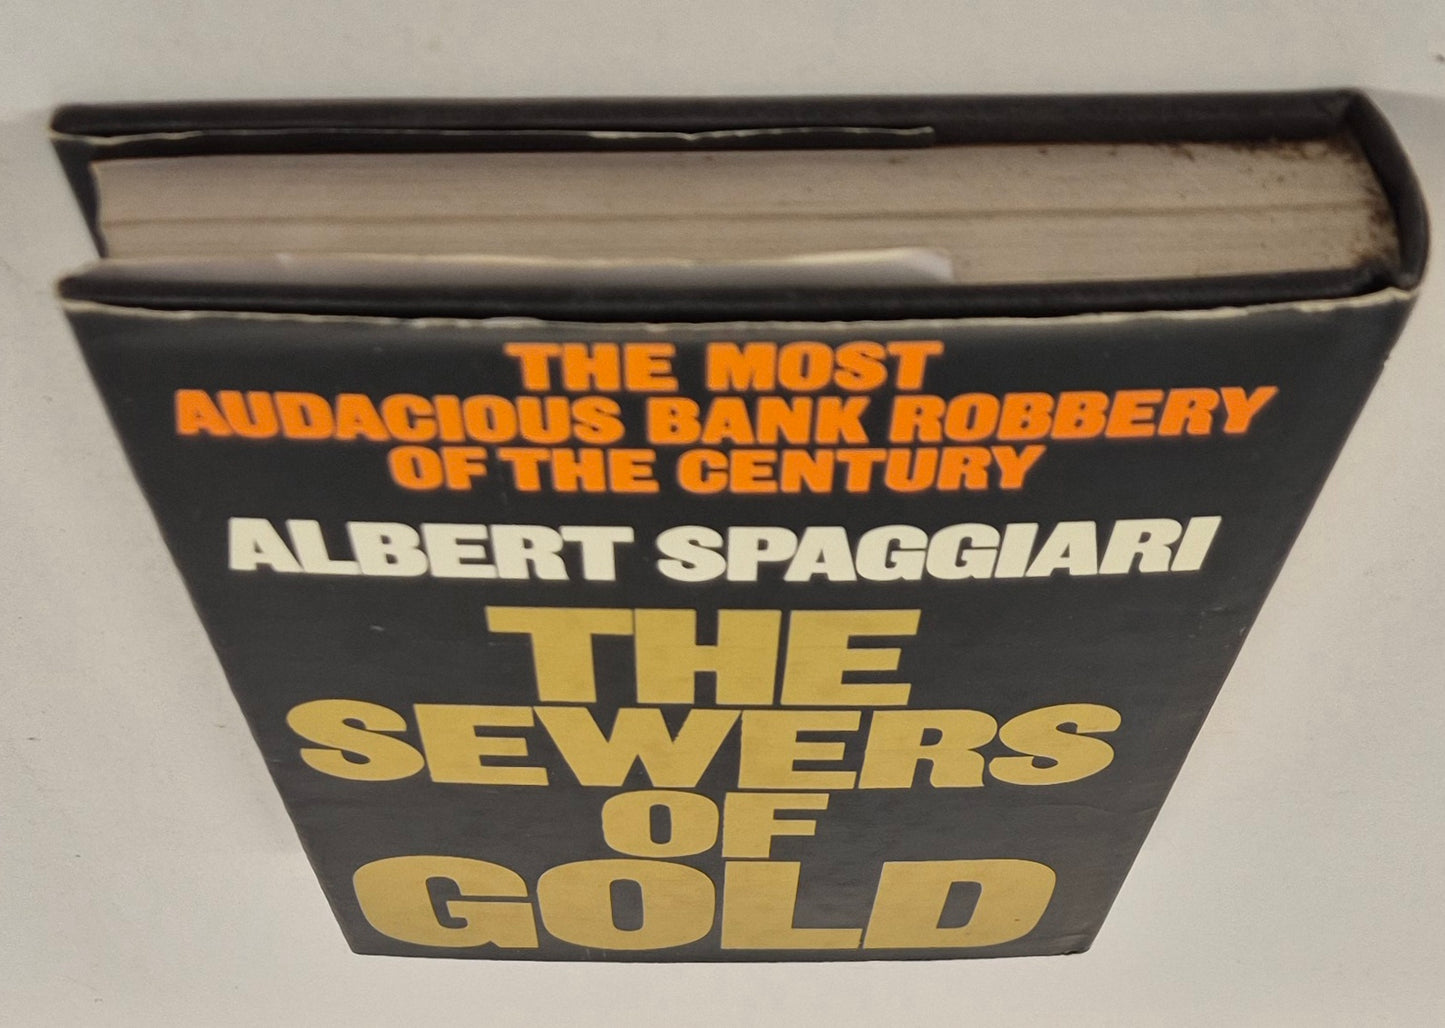 THE MOST
AUDACIOUS BANK ROBBERY
OF THE CENTURY
ALBERT SPAGGIARI
THE
SEWERS
OF
GOLD